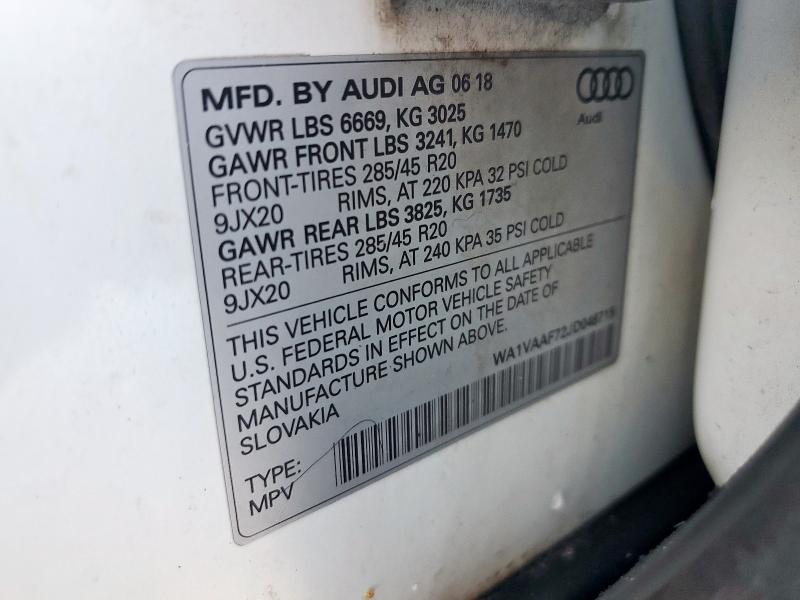 MFD. BY AUDI AG 06 18
Audi
GVWR LBS 6669, KG 3025
GAWR FRONT LBS 3241, KG 1470
FRONT-TIRES 285/45 R20
9JX20 RIMS, AT 220 KPA 32 PSI COLD
GAWR REAR LBS 3825, KG 1735
REAR-TIRES 285/45 R20
9JX20 RIMS, AT 240 KPA 35 PSI COLD
THIS VEHICLE CONFORMS TO ALL APPLICABLE
U.S. FEDERAL MOTOR VEHICLE SAFETY
STANDARDS IN EFFECT ON THE DATE OF
MANUFACTURE SHOWN ABOVE.
SLOVAKIA
WA1VAAF72JD046715
TYPE:
MPV